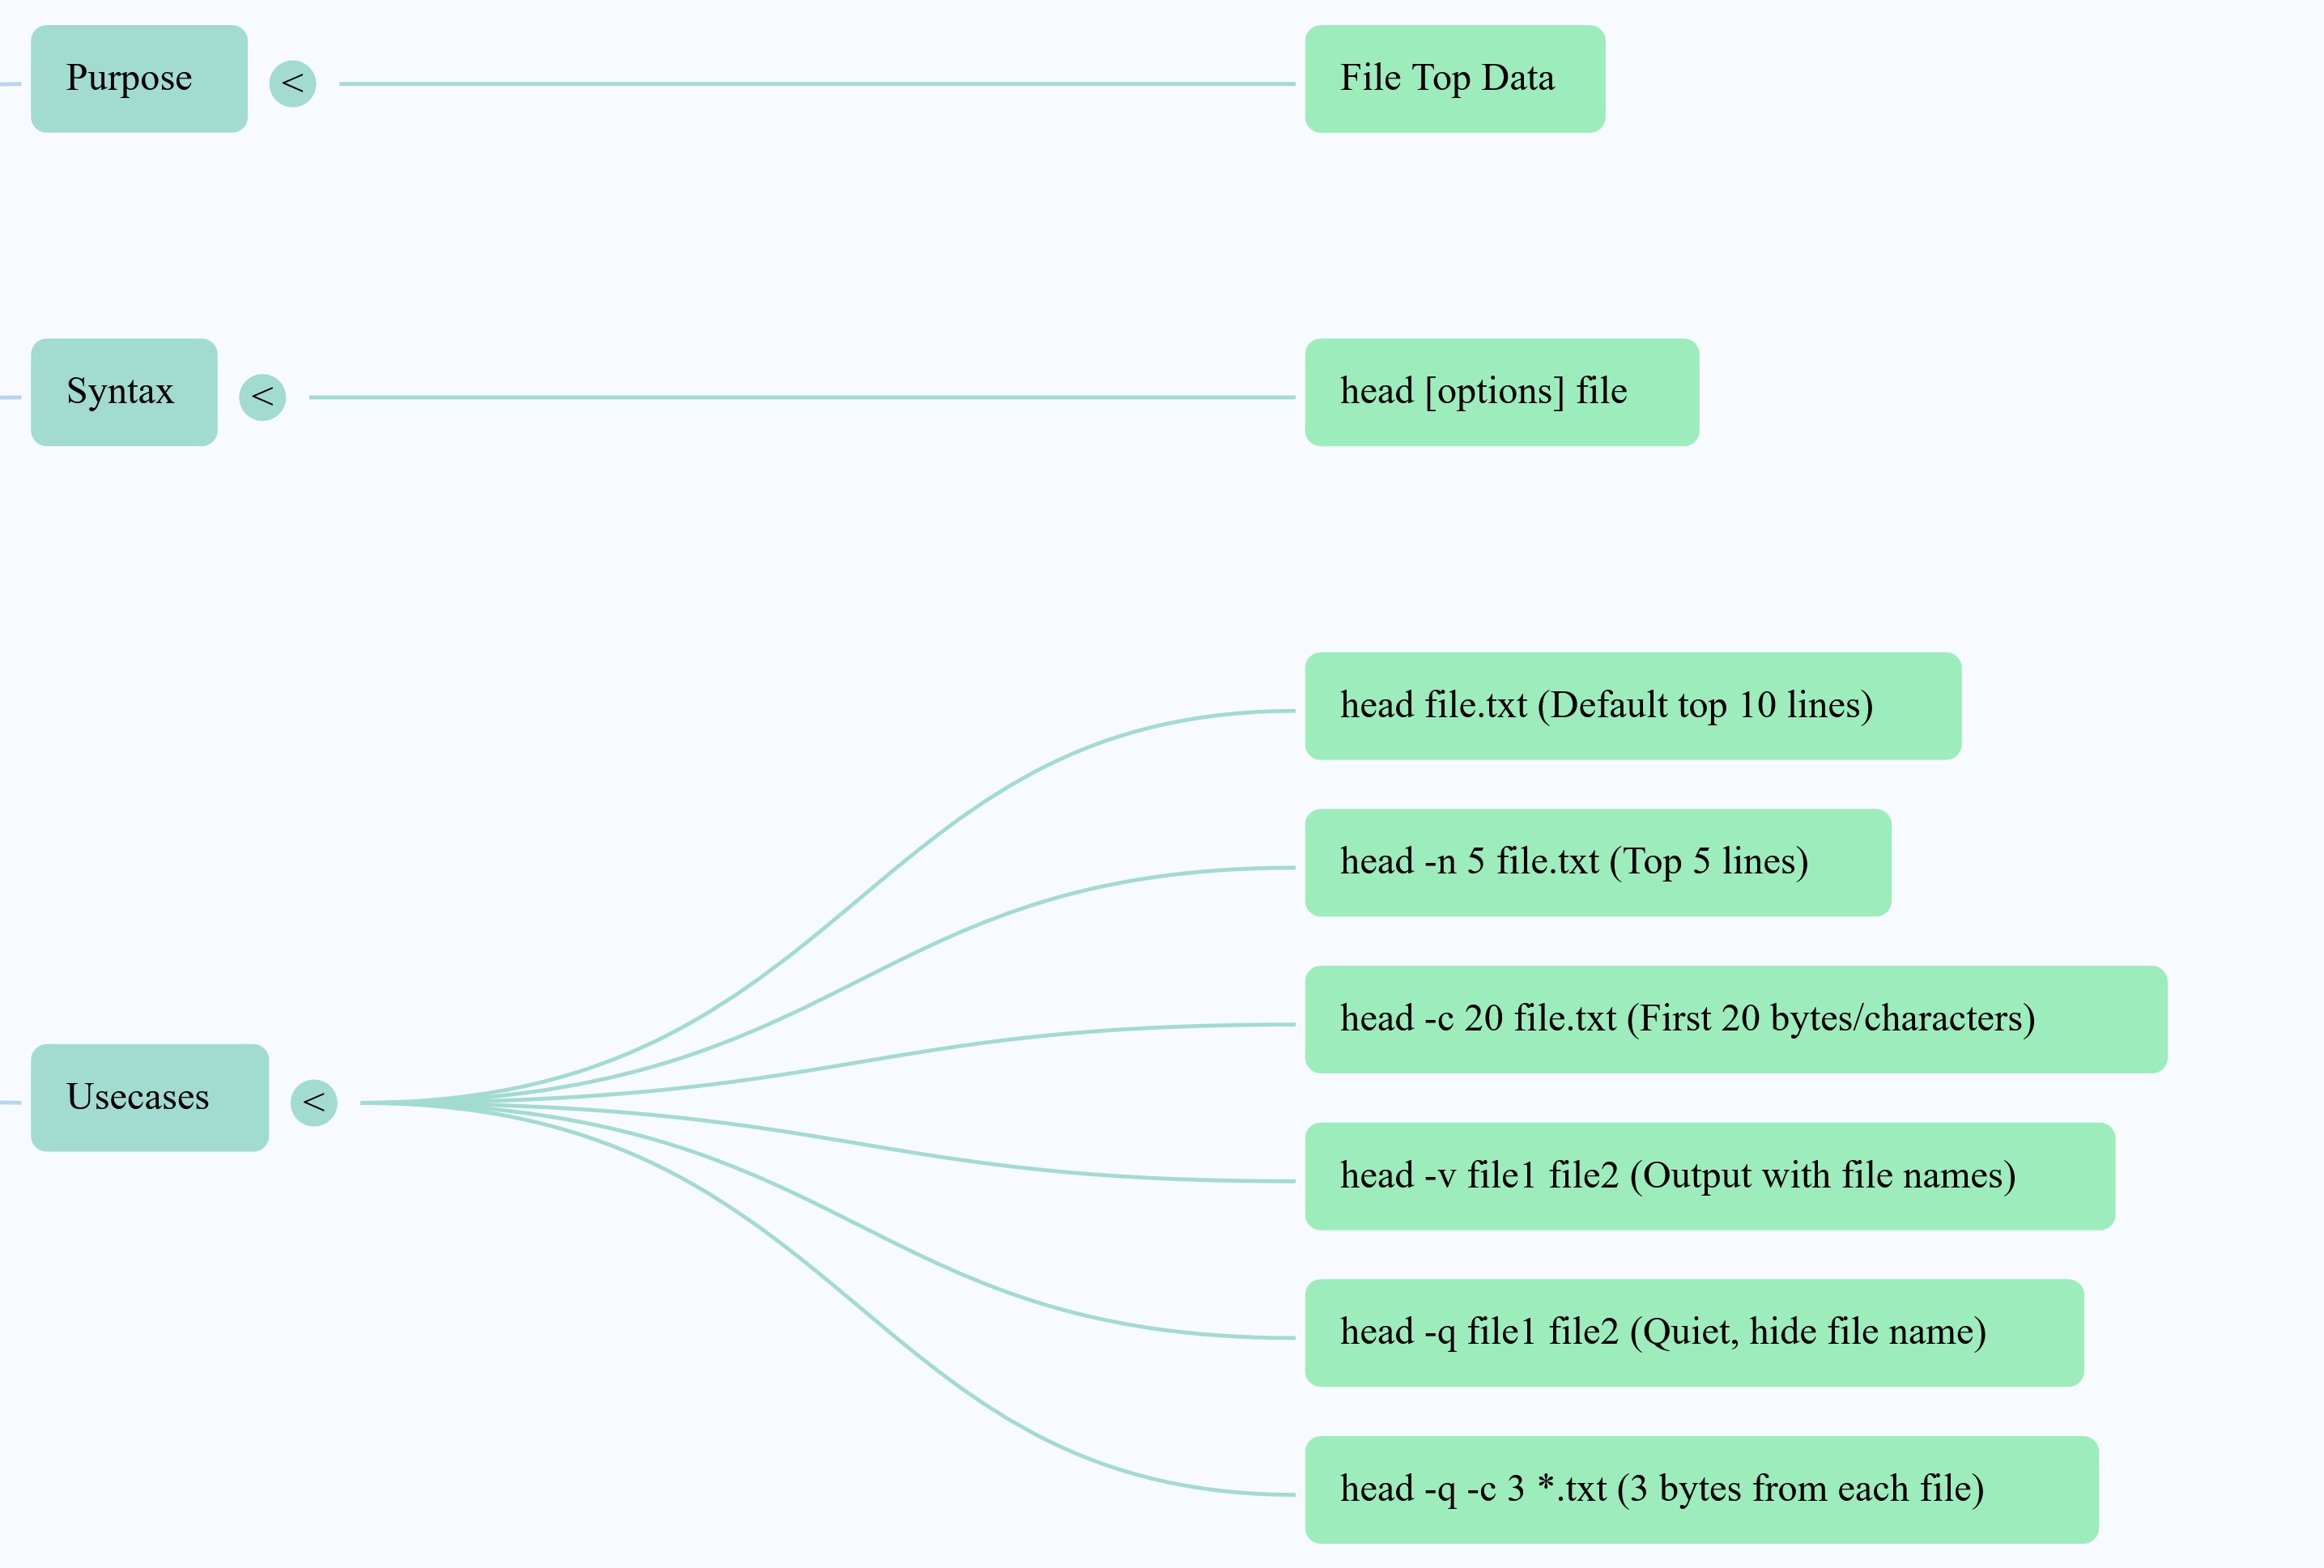 Purpose
<
File Top Data
Syntax
<
head [options] file
Usecases
<
head file.txt (Default top 10 lines)
head -n 5 file.txt (Top 5 lines)
head -c 20 file.txt (First 20 bytes/characters)
head -v file1 file2 (Output with file names)
head -q file1 file2 (Quiet, hide file name)
head -q -c 3 *.txt (3 bytes from each file)